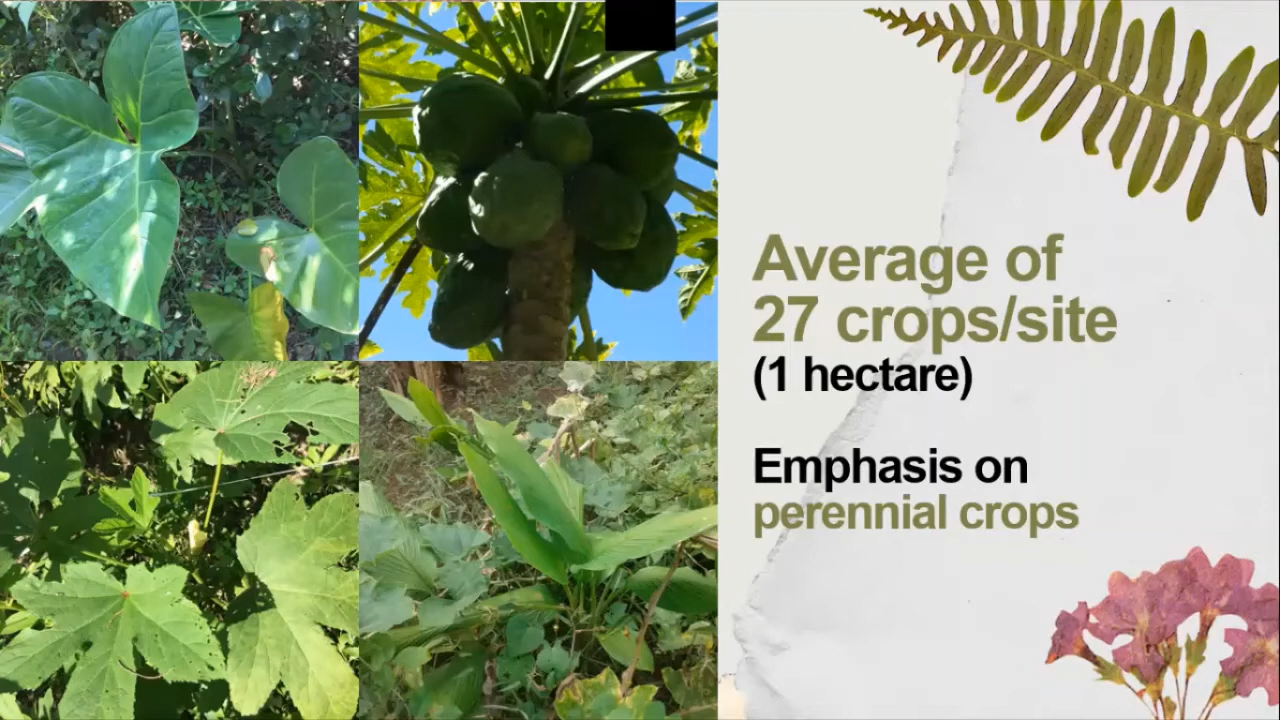 Average of
27 crops/site
(1 hectare)
Emphasis on
perennial crops